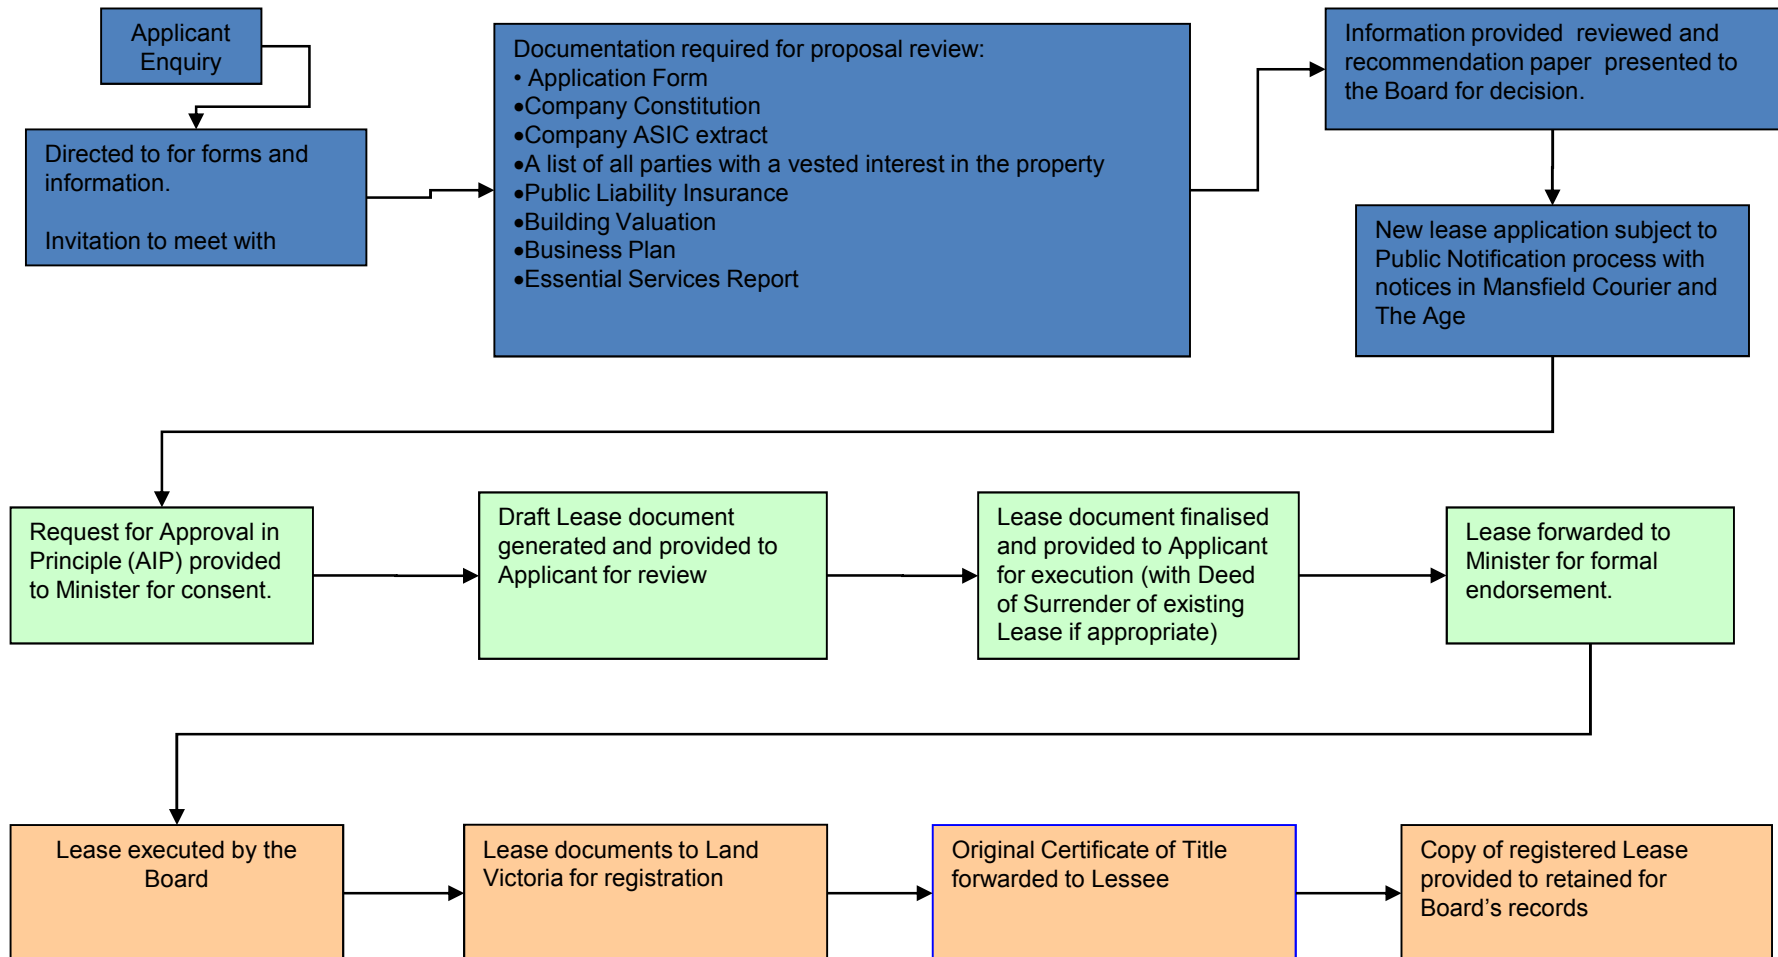 Applicant
Enquiry
Directed to for forms and
information.
Invitation to meet with
Documentation required for proposal review:
• Application Form
•Company Constitution
•Company ASIC extract
•A list of all parties with a vested interest in the property
•Public Liability Insurance
•Building Valuation
•Business Plan
•Essential Services Report
Information provided  reviewed and
recommendation paper  presented to
the Board for decision.
New lease application subject to
Public Notification process with
notices in Mansfield Courier and
The Age
Request for Approval in
Principle (AIP) provided
to Minister for consent.
Draft Lease document
generated and provided to
Applicant for review
Lease document finalised
and provided to Applicant
for execution (with Deed
of Surrender of existing
Lease if appropriate)
Lease forwarded to
Minister for formal
endorsement.
Lease executed by the
Board
Lease documents to Land
Victoria for registration
Original Certificate of Title
forwarded to Lessee
Copy of registered Lease
provided to retained for
Board’s records